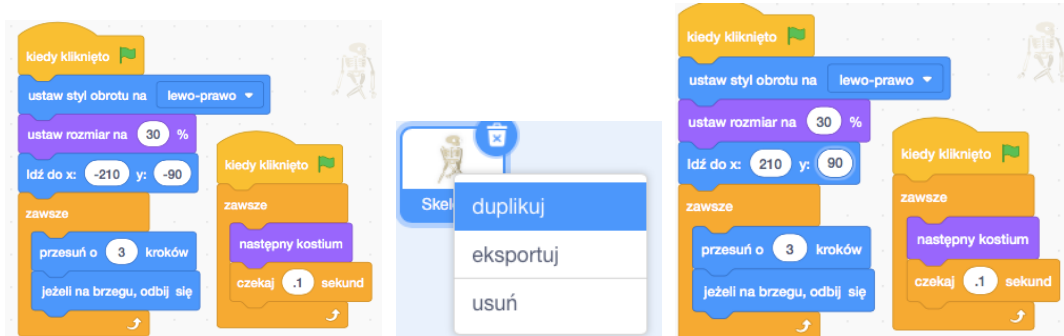 kiedy kliknięto
ustaw styl obrotu na lewo-prawo
ustaw rozmiar na 30 %
Idź do x: -210 y: -90
zawsze
przesuń o 3 kroków
jeżeli na brzegu, odbij się
kiedy kliknięto
zawsze
następny kostium
czekaj .1 sekund
Skele
duplikuj
eksportuj
usuń
kiedy kliknięto
ustaw styl obrotu na lewo-prawo
ustaw rozmiar na 30 %
Idź do x: 210 y: 90
zawsze
przesuń o 3 kroków
jeżeli na brzegu, odbij się
kiedy kliknięto
zawsze
następny kostium
czekaj .1 sekund